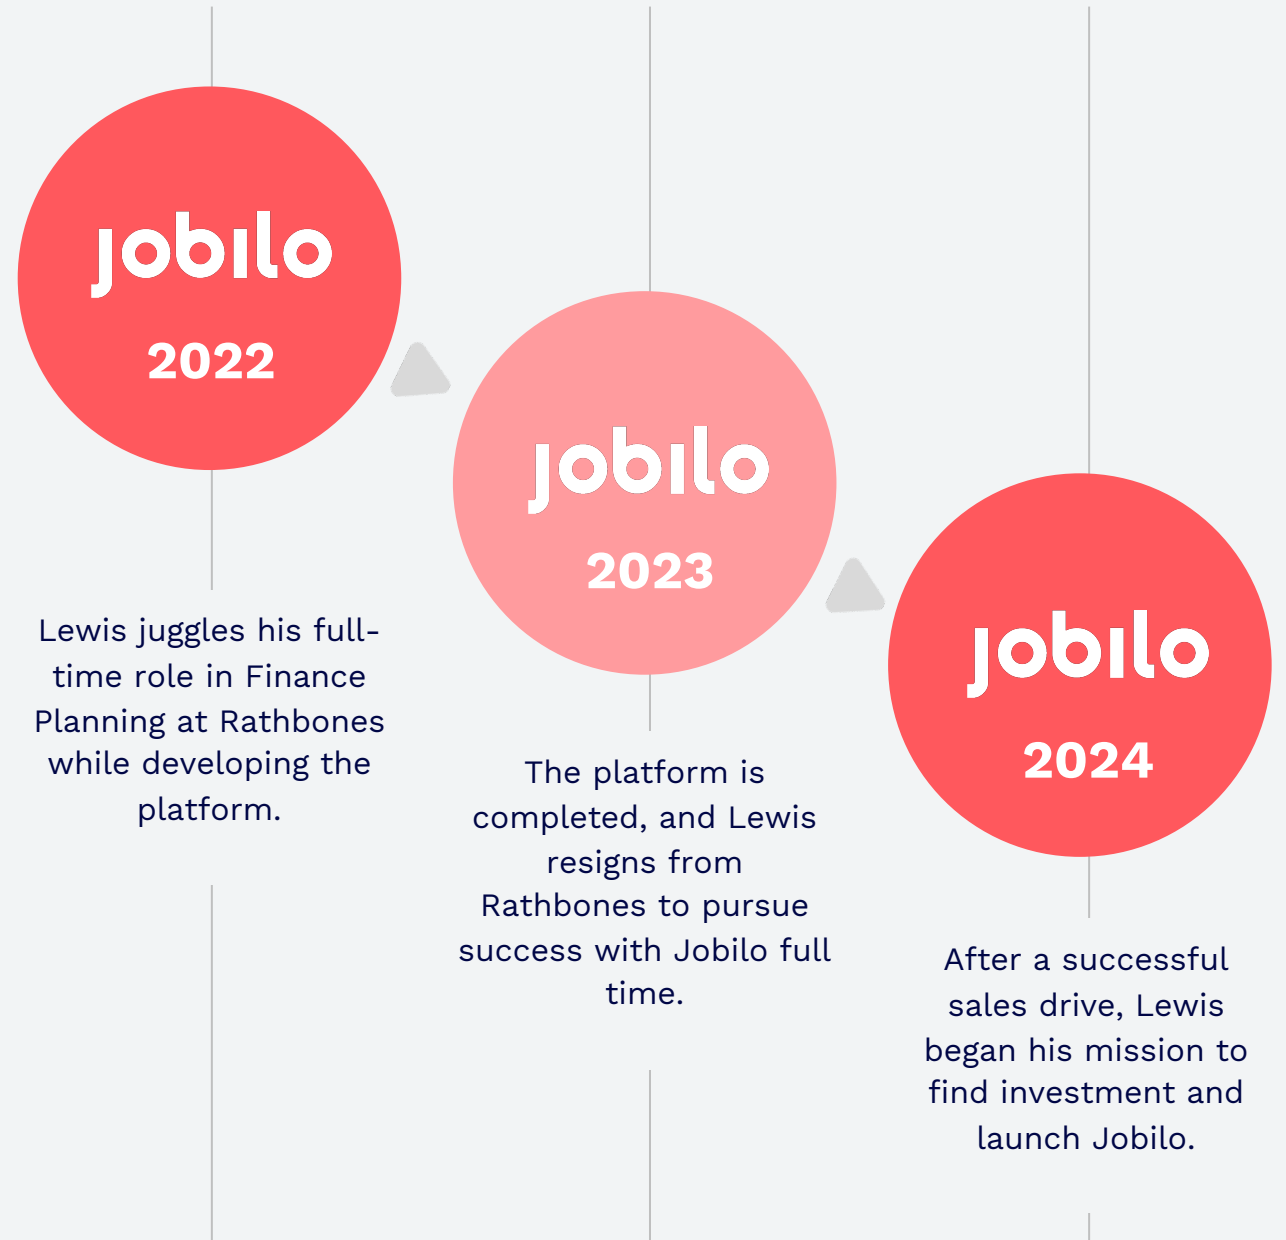 jobilo
2022
Lewis juggles his full-
time role in Finance
Planning at Rathbones
while developing the
platform.
jobilo
2023
The platform is
completed, and Lewis
resigns from
Rathbones to pursue
success with Jobilo full
time.
jobilo
2024
After a successful
sales drive, Lewis
began his mission to
find investment and
launch Jobilo.